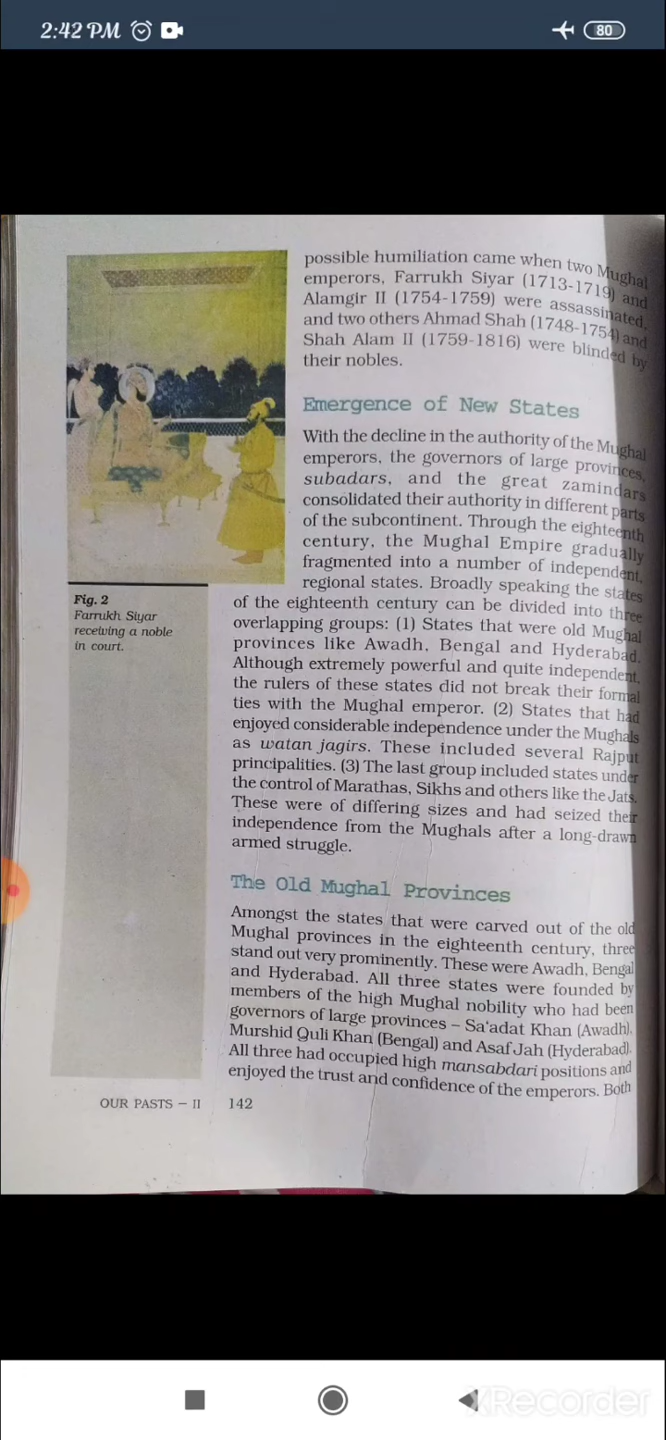 2:42 PM
80
possible humiliation came when two Mughal
emperors, Farrukh Siyar (1713-1719) and
Alamgir II (1754-1759) were assassinated,
and two others Ahmad Shah (1748-1754) and
Shah Alam II (1759-1816) were blinded by
their nobles.
Emergence of New States
With the decline in the authority of the Mughal
emperors, the governors of large provinces,
subadars, and the great zamindars
consolidated their authority in different parts
of the subcontinent. Through the eighteenth
century, the Mughal Empire gradually
fragmented into a number of independent,
regional states. Broadly speaking the states
of the eighteenth century can be divided into three
overlapping groups: (1) States that were old Mughal
provinces like Awadh, Bengal and Hyderabad.
Although extremely powerful and quite independent,
the rulers of these states did not break their formal
ties with the Mughal emperor. (2) States that had
enjoyed considerable independence under the Mughals
as watan jagirs. These included several Rajput
principalities. (3) The last group included states under
the control of Marathas, Sikhs and others like the Jats.
These were of differing sizes and had seized their
independence from the Mughals after a long-drawn
armed struggle.
Fig. 2
Farrukh Siyar
receiving a noble
in court.
The Old Mughal Provinces
Amongst the states that were carved out of the old
Mughal provinces in the eighteenth century, three
stand out very prominently. These were Awadh, Bengal
and Hyderabad. All three states were founded by
members of the high Mughal nobility who had been
governors of large provinces – Sa'adat Khan (Awadh),
Murshid Quli Khan (Bengal) and Asaf Jah (Hyderabad).
All three had occupied high mansabdari positions and
enjoyed the trust and confidence of the emperors. Both
OUR PASTS – II 142
XRecorder